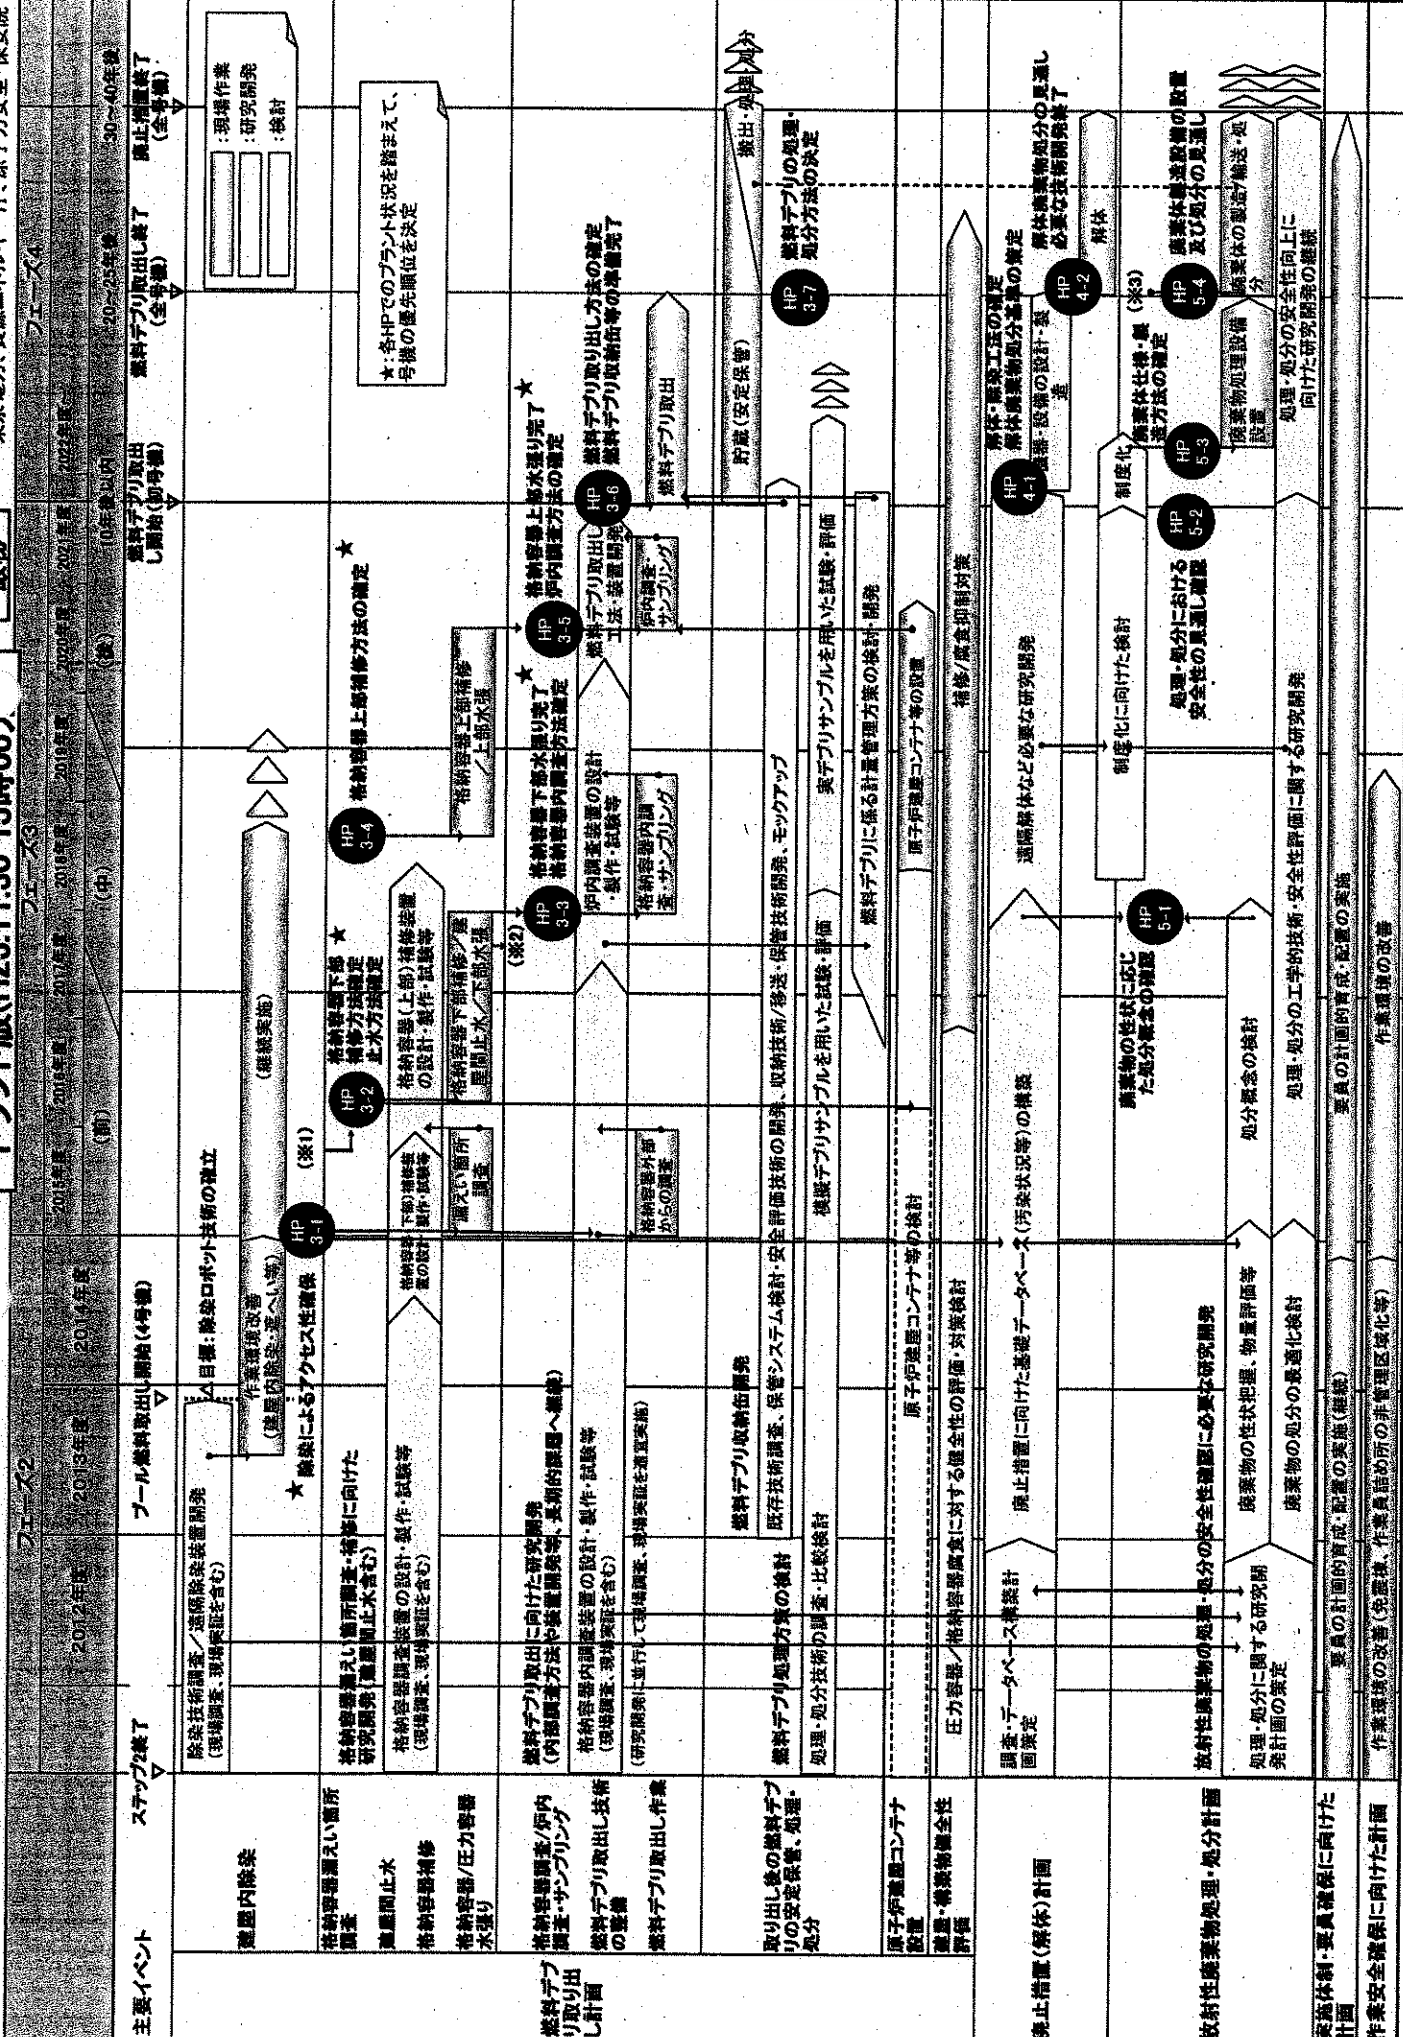 フェーズ2
フェーズ3
フェーズ4
2012年度
2013年度
2014年度
2015年度
2016年度
2017年度
2018年度
2019年度
2020年度
2021年度
2022年度
(前)
(中)
(後)
10年後以内
(20~25年後)
30~40年後
主要イベント
ステップ2終了
プール燃料取出し開始(4号機)
燃料デブリ取出
し開始(初号機)
燃料デブリ取出し終了
(全号機)
廃止措置終了
(全号機)
:現場作業
:研究開発
:検討
★:各HPでのプラント状況を踏まえて、
号機の優先順位を決定
燃料デブ
リ取り出
し計画
建屋内除染
除染技術調査/遠隔除染装置開発
(現場調査、現場実証を含む)
△目標:除染ロボット技術の確立
作業環境改善
(建屋内除染・遮へい等)
(継続実施)
★
除染によるアクセス性確保
HP
3-1
(※1)
格納容器漏えい箇所
調査
建屋間止水
格納容器補修
格納容器/圧力容器
水張り
格納容器漏えい箇所調査・補修に向けた
研究開発(建屋間止水含む)
格納容器調査装置の設計・製作・試験等
(現場調査、現場実証を含む)
格納容器(下部)補修装
置の設計・製作・試験等
漏えい箇所
調査
HP
3-2
格納容器下部
補修方法確定
止水方法確定
★
格納容器(上部)補修装置
の設計・製作・試験等
格納容器下部補修/建
屋間止水/下部水張
(※2)
HP
3-4
格納容器上部補修方法の確定
★
格納容器上部補修
/上部水張
格納容器調査/炉内
調査・サンプリング
燃料デブリ取出し技術
の整備
燃料デブリ取出し作業
燃料デブリ取出に向けた研究開発
(内部調査方法や装置開発等、長期的課題へ継続)
格納容器内調査装置の設計・製作・試験等
(現場調査、現場実証を含む)
(研究開発に並行して現場調査、現場実証を適宜実施)
格納容器外部
からの調査
HP
3-3
格納容器下部水張り完了
格納容器内調査方法確定
★
炉内調査装置の設計
・製作・試験等
格納容器内調
査・サンプリング
HP
3-5
格納容器上部水張り完了
炉内調査方法の確定
★
燃料デブリ取出し
工法・装置開発
炉内調査・
サンプリング
HP
3-6
燃料デブリ取り出し方法の確定
燃料デブリ収納缶等の準備完了
燃料デブリ取出
取り出し後の燃料デブ
リの安定保管、処理・
処分
燃料デブリ収納缶開発
既存技術調査、保管システム検討・安全評価技術の開発、収納技術/移送・保管技術開発、モックアップ
貯蔵(安定保管)
搬出・処理・処分
燃料デブリ処理方策の検討
処理・処分技術の調査・比較検討
模擬デブリサンプルを用いた試験・評価
実デブリサンプルを用いた試験・評価
燃料デブリに係る計量管理方策の検討・開発
HP
3-7
燃料デブリの処理・
処分方法の決定
原子炉建屋コンテナ
設置
原子炉建屋コンテナ等の検討
原子炉建屋コンテナ等の設置
建屋・構築物健全性
評価
圧力容器/格納容器腐食に対する健全性の評価・対策検討
補修/腐食抑制対策
廃止措置(解体)計画
調査・データベース構築計
画策定
廃止措置に向けた基礎データベース(汚染状況等)の構築
遠隔解体など必要な研究開発
HP
4-1
解体・除染工法の確定
解体廃棄物処分基準の策定
機器・設備の設計・製
造
HP
4-2
解体廃棄物処分の見通し
必要な技術開発終了
解体
放射性廃棄物処理・処分計画
放射性廃棄物の処理・処分の安全性確認に必要な研究開発
処理・処分に関する研究開
発計画の策定
廃棄物の性状把握、物量評価等
廃棄物の処分の最適化検討
廃棄物の性状に応じ
た処分概念の確認
HP
5-1
処分概念の検討
制度化に向けた検討
制度化
処理・処分における
安全性の見通し確認
HP
5-2
HP
5-3
廃棄体仕様・製
造方法の確定
(※3)
HP
5-4
廃棄体製造設備の設置
及び処分の見通し
廃棄物処理設備
設置
廃棄体の製造/輸送・処
分
処理・処分の工学的技術・安全性評価に関する研究開発
処理・処分の安全性向上に
向けた研究開発の継続
実施体制・要員確保に向けた
計画
要員の計画的育成・配置の実施(継続)
要員の計画的育成・配置の実施
作業安全確保に向けた計画
作業環境の改善(免震棟、作業員詰め所の非管理区域化等)
作業環境の改善